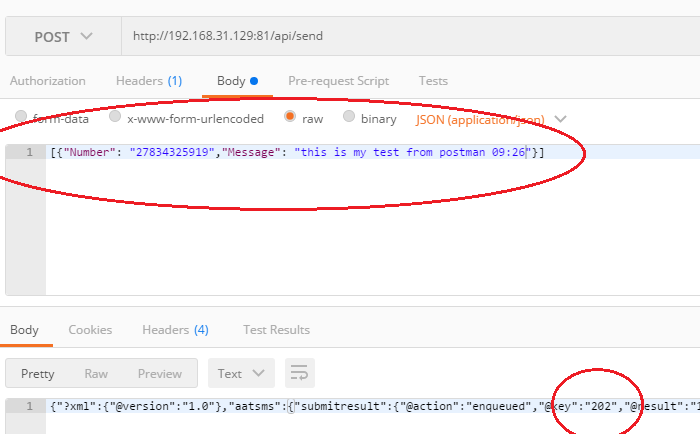 POST http://192.168.31.129:81/api/send
Authorization Headers (1) Body Pre-request Script Tests
form-data x-www-form-urlencoded raw binary JSON (application/json)
1 [{"Number": "27834325919","Message": "this is my test from postman 09:26"}]
Body Cookies Headers (4) Test Results
Pretty Raw Preview Text
1 {"?xml":{"@version":"1.0"},"aatsms":{"submitresult":{"@action":"enqueued","@key":"202","@result":"1